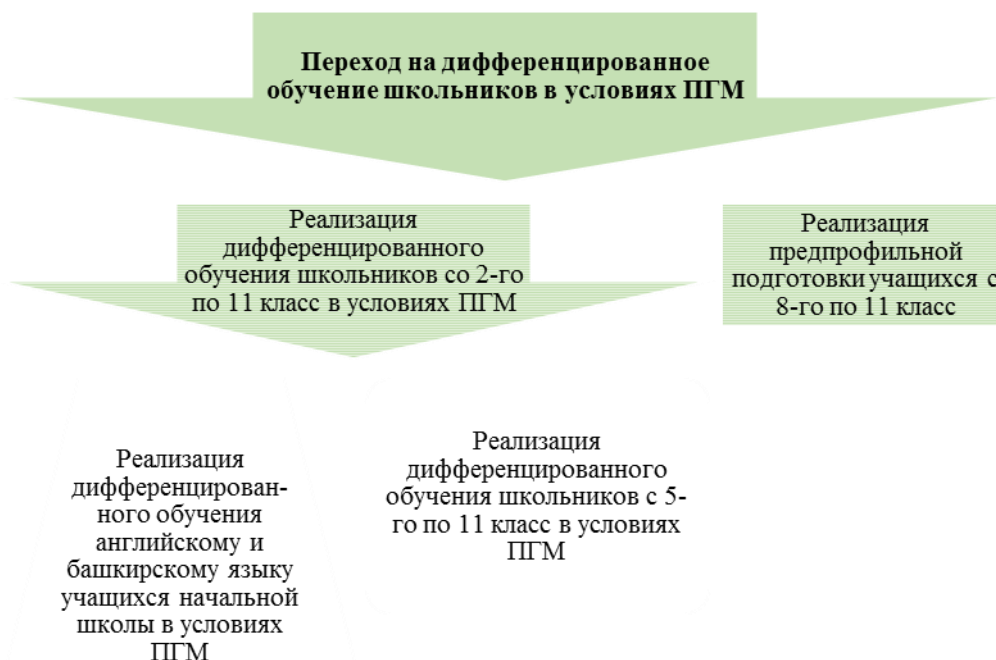 Переход на дифференцированное
обучение школьников в условиях ПГМ
Реализация
дифференцированного
обучения школьников со 2-го
по 11 класс в условиях ПГМ
Реализация
предпрофильной
подготовки учащихся с
8-го по 11 класс
Реализация
дифференцирован-
ного обучения
английскому и
башкирскому языку
учащихся начальной
школы в условиях
ПГМ
Реализация
дифференцированного
обучения школьников с 5-
го по 11 класс в условиях
ПГМ